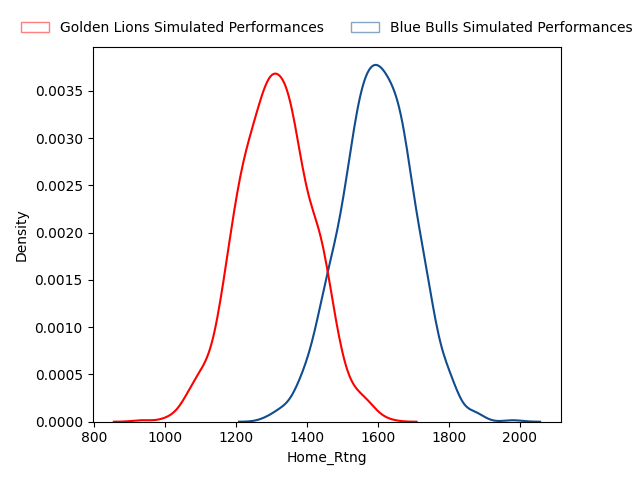 Golden Lions Simulated Performances Blue Bulls Simulated Performances
0.0035
0.0030
0.0025
0.0020
0.0015
0.0010
0.0005
0.0000
Density
800 1000 1200 1400 1600 1800 2000
Home_Rtng